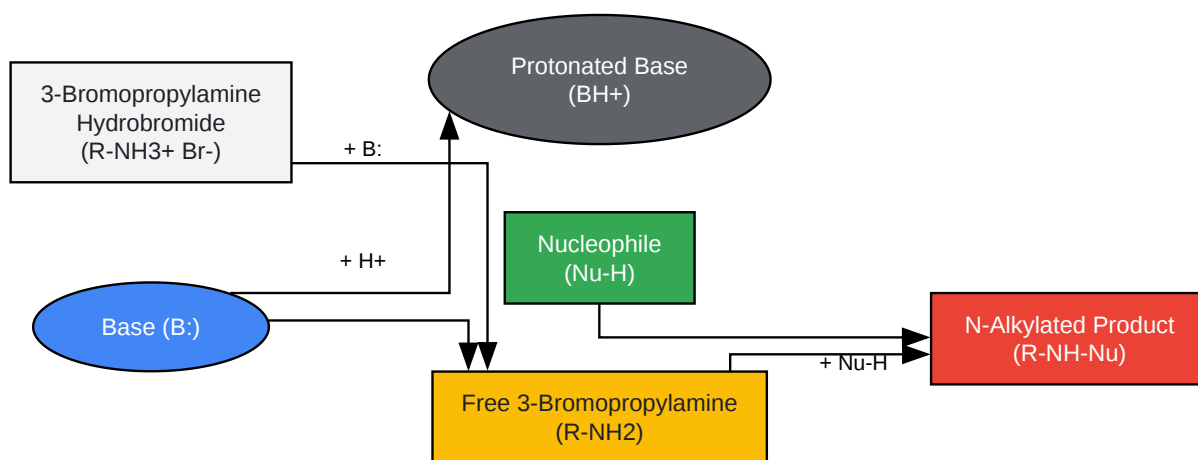 Protonated Base
(BH+)
3-Bromopropylamine
Hydrobromide
(R-NH3+ Br-)
+ B:
+ H+
Nucleophile
(Nu-H)
Base (B:)
N-Alkylated Product
(R-NH-Nu)
+ Nu-H
Free 3-Bromopropylamine
(R-NH2)